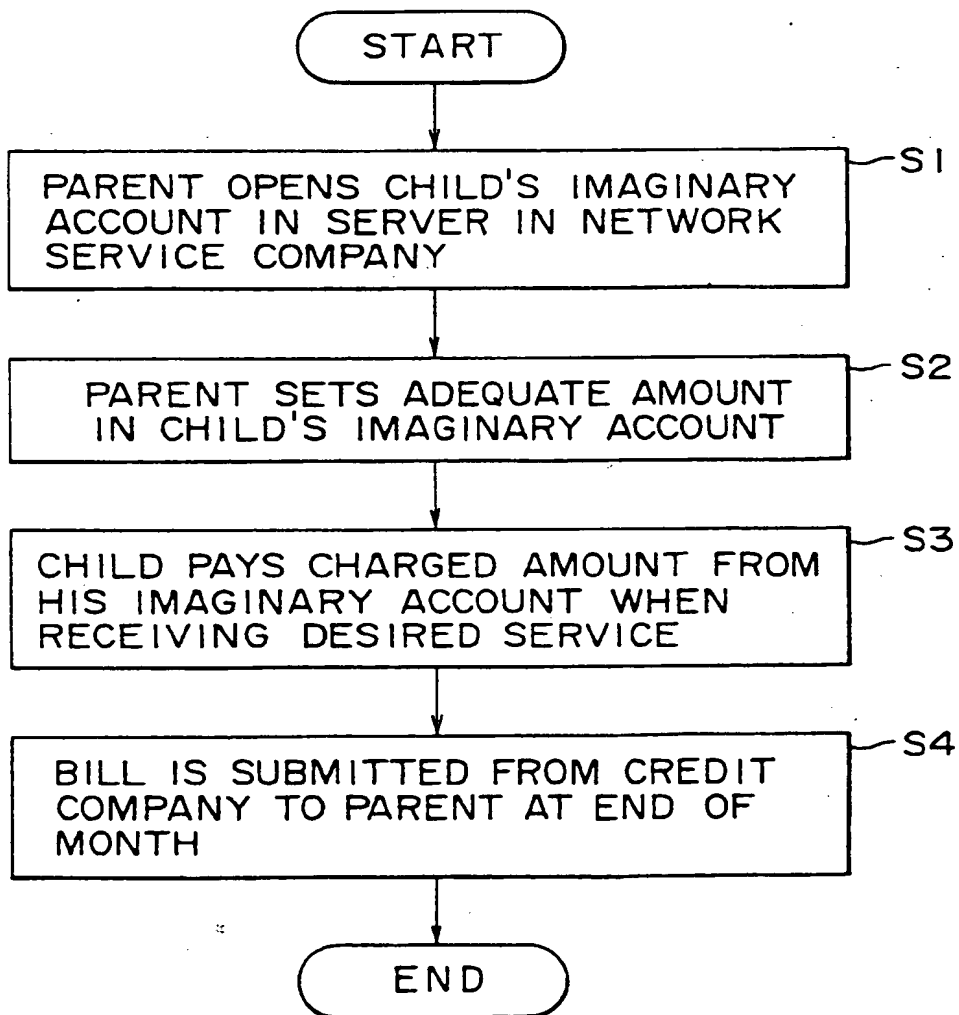 START
S1
PARENT OPENS CHILD'S IMAGINARY
ACCOUNT IN SERVER IN NETWORK
SERVICE COMPANY
S2
PARENT SETS ADEQUATE AMOUNT
IN CHILD'S IMAGINARY ACCOUNT
S3
CHILD PAYS CHARGED AMOUNT FROM
HIS IMAGINARY ACCOUNT WHEN
RECEIVING DESIRED SERVICE
S4
BILL IS SUBMITTED FROM CREDIT
COMPANY TO PARENT AT END OF
MONTH
END